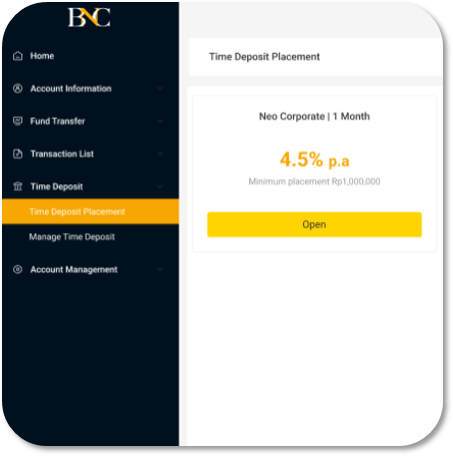 BNC
Home
Account Information
Fund Transfer
Transaction List
Time Deposit
Time Deposit Placement
Manage Time Deposit
Account Management
Time Deposit Placement
Neo Corporate | 1 Month
4.5% p.a
Minimum placement Rp1,000,000
Open